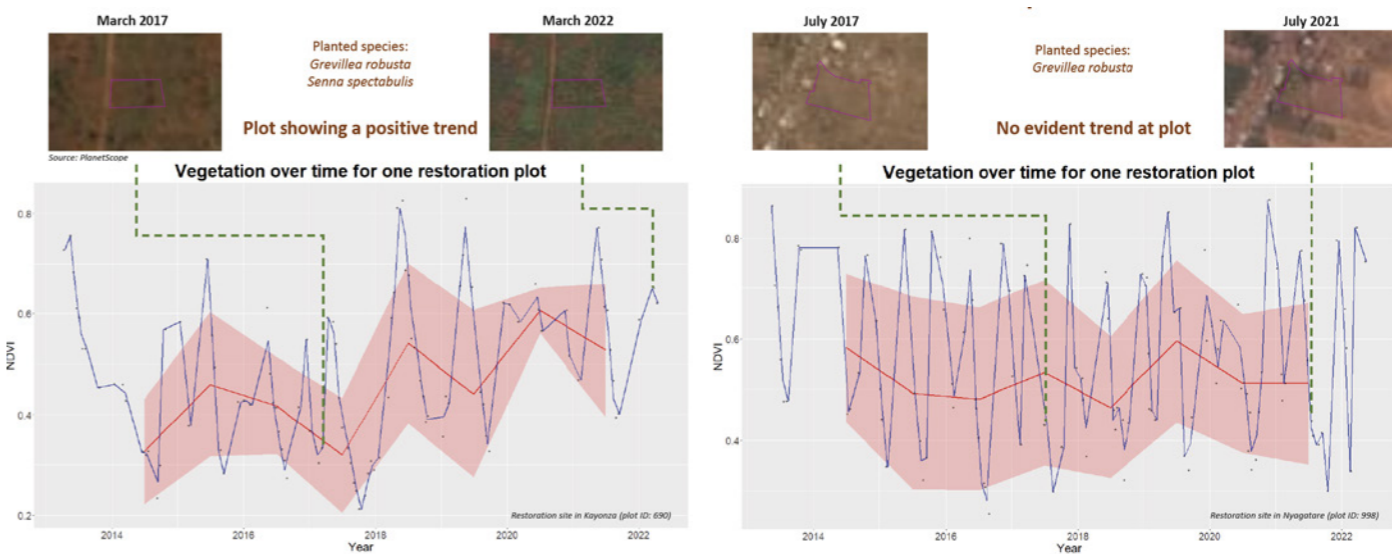 March 2017
Planted species:
Grevillea robusta
Senna spectabulis
March 2022
Plot showing a positive trend
Source: PlanetScope
Vegetation over time for one restoration plot
0.8
0.6
0.4
0.2
NDVI
2014
2016
2018
2020
2022
Year
Restoration site in Kayonza (plot ID: 690)
July 2017
Planted species:
Grevillea robusta
July 2021
No evident trend at plot
Vegetation over time for one restoration plot
0.8
0.6
0.4
NDVI
2014
2016
2018
2020
2022
Year
Restoration site in Nyagatare (plot ID: 998)